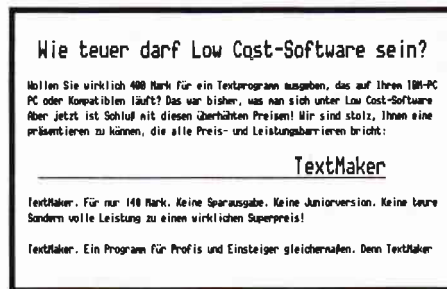 Wie teuer darf Low Cost-Software sein?
Wollen Sie wirklich 400 Mark für ein Textprogramm ausgeben, das auf Ihrem IBM-PC
PC oder Kompatiblen läuft? Das war bisher, was man sich unter Low Cost-Software
Aber jetzt ist Schluß mit diesen überhöhten Preisen! Wir sind stolz, Ihnen eine
präsentieren zu können, die alle Preis- und Leistungsbarrieren bricht:
TextMaker
TextMaker. Für nur 148 Mark. Keine Sparausgabe. Keine Juniorversion. Keine teure
Sondern volle Leistung zu einem wirklichen Superpreis!
TextMaker. Ein Programm für Profis und Einsteiger gleichermaßen. Denn TextMaker